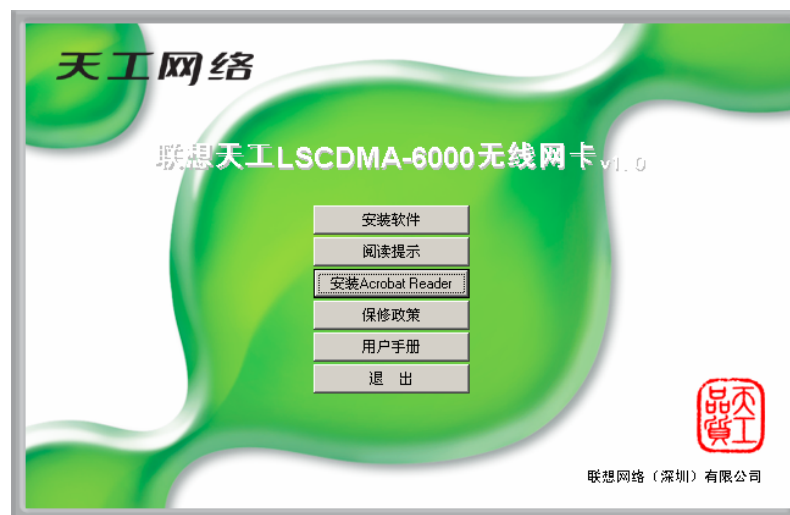 天工网络
联想天工LSCDMA-6000无线网卡v1.0
安装软件
阅读提示
安装Acrobat Reader
保修政策
用户手册
退 出
天工
品質
联想网络（深圳）有限公司